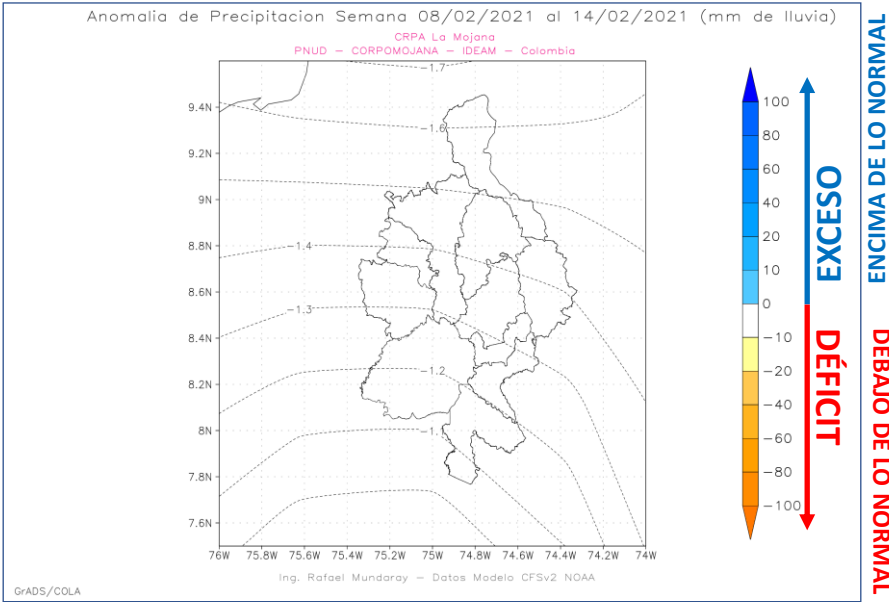 Anomalia de Precipitacion Semana 08/02/2021 al 14/02/2021 (mm de lluvia)
CRPA La Mojana
PNUD – CORPOMOJANA – IDEAM – Colombia
9.4N
9.2N
9N
8.8N
8.6N
8.4N
8.2N
8N
7.8N
7.6N
76W 75.8W 75.6W 75.4W 75.2W 75W 74.8W 74.6W 74.4W 74.2W 74W
-1.7
-1.6
-1.4
-1.3
-1.2
100
80
60
40
20
10
0
-10
-20
-40
-60
-80
-100
EXCESO
DÉFICIT
ENCIMA DE LO NORMAL
DEBAJO DE LO NORMAL
Ing. Rafael Mundaray – Datos Modelo CFSv2 NOAA
GrADS/COLA